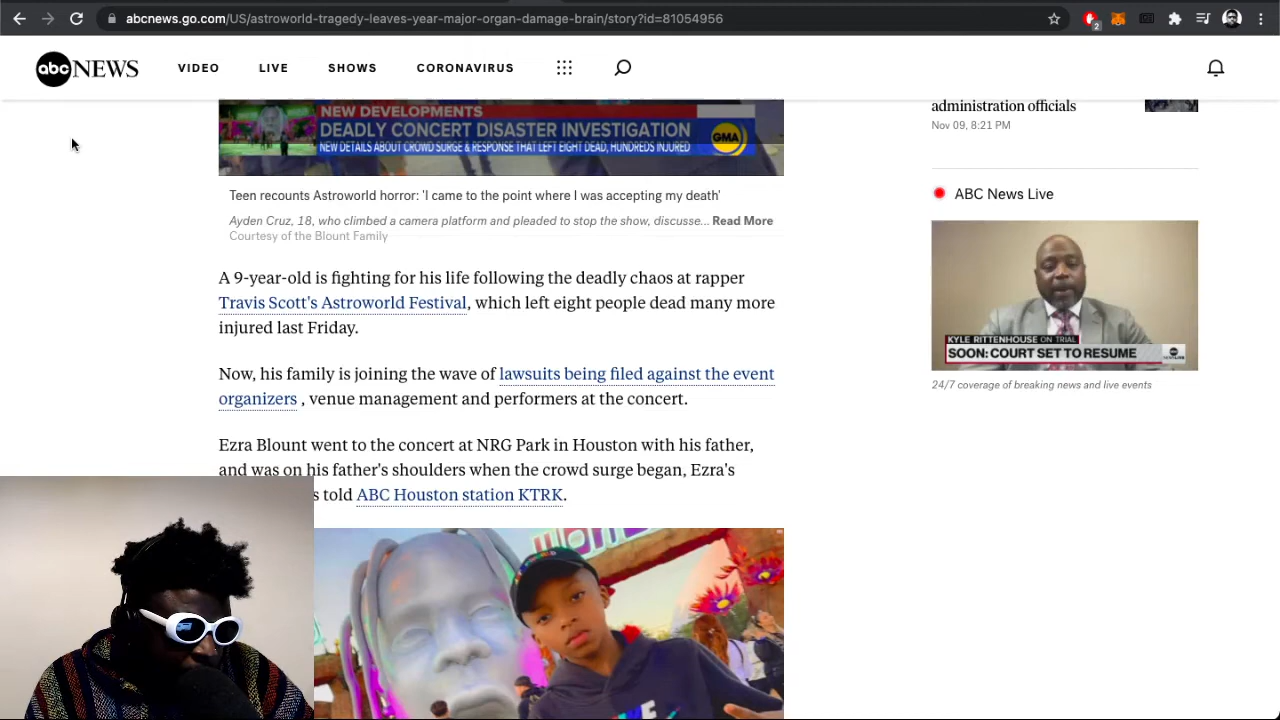 abcnews.go.com/US/astroworld-tragedy-leaves-year-major-organ-damage-brain/story?id=81054956
2
abc NEWS VIDEO LIVE SHOWS CORONAVIRUS
NEW DEVELOPMENTS
DEADLY CONCERT DISASTER INVESTIGATION
NEW DETAILS ABOUT CROWD SURGE & RESPONSE THAT LEFT EIGHT DEAD, HUNDREDS INJURED
GMA
Teen recounts Astroworld horror: 'I came to the point where I was accepting my death'
Ayden Cruz, 18, who climbed a camera platform and pleaded to stop the show, discusse... Read More
Courtesy of the Blount Family
A 9-year-old is fighting for his life following the deadly chaos at rapper
Travis Scott's Astroworld Festival, which left eight people dead many more
injured last Friday.
Now, his family is joining the wave of lawsuits being filed against the event
organizers , venue management and performers at the concert.
Ezra Blount went to the concert at NRG Park in Houston with his father,
and was on his father's shoulders when the crowd surge began, Ezra's
s told ABC Houston station KTRK.
administration officials
Nov 09, 8:21 PM
ABC News Live
KYLE RITTENHOUSE ON TRIAL
SOON: COURT SET TO RESUME
24/7 coverage of breaking news and live events